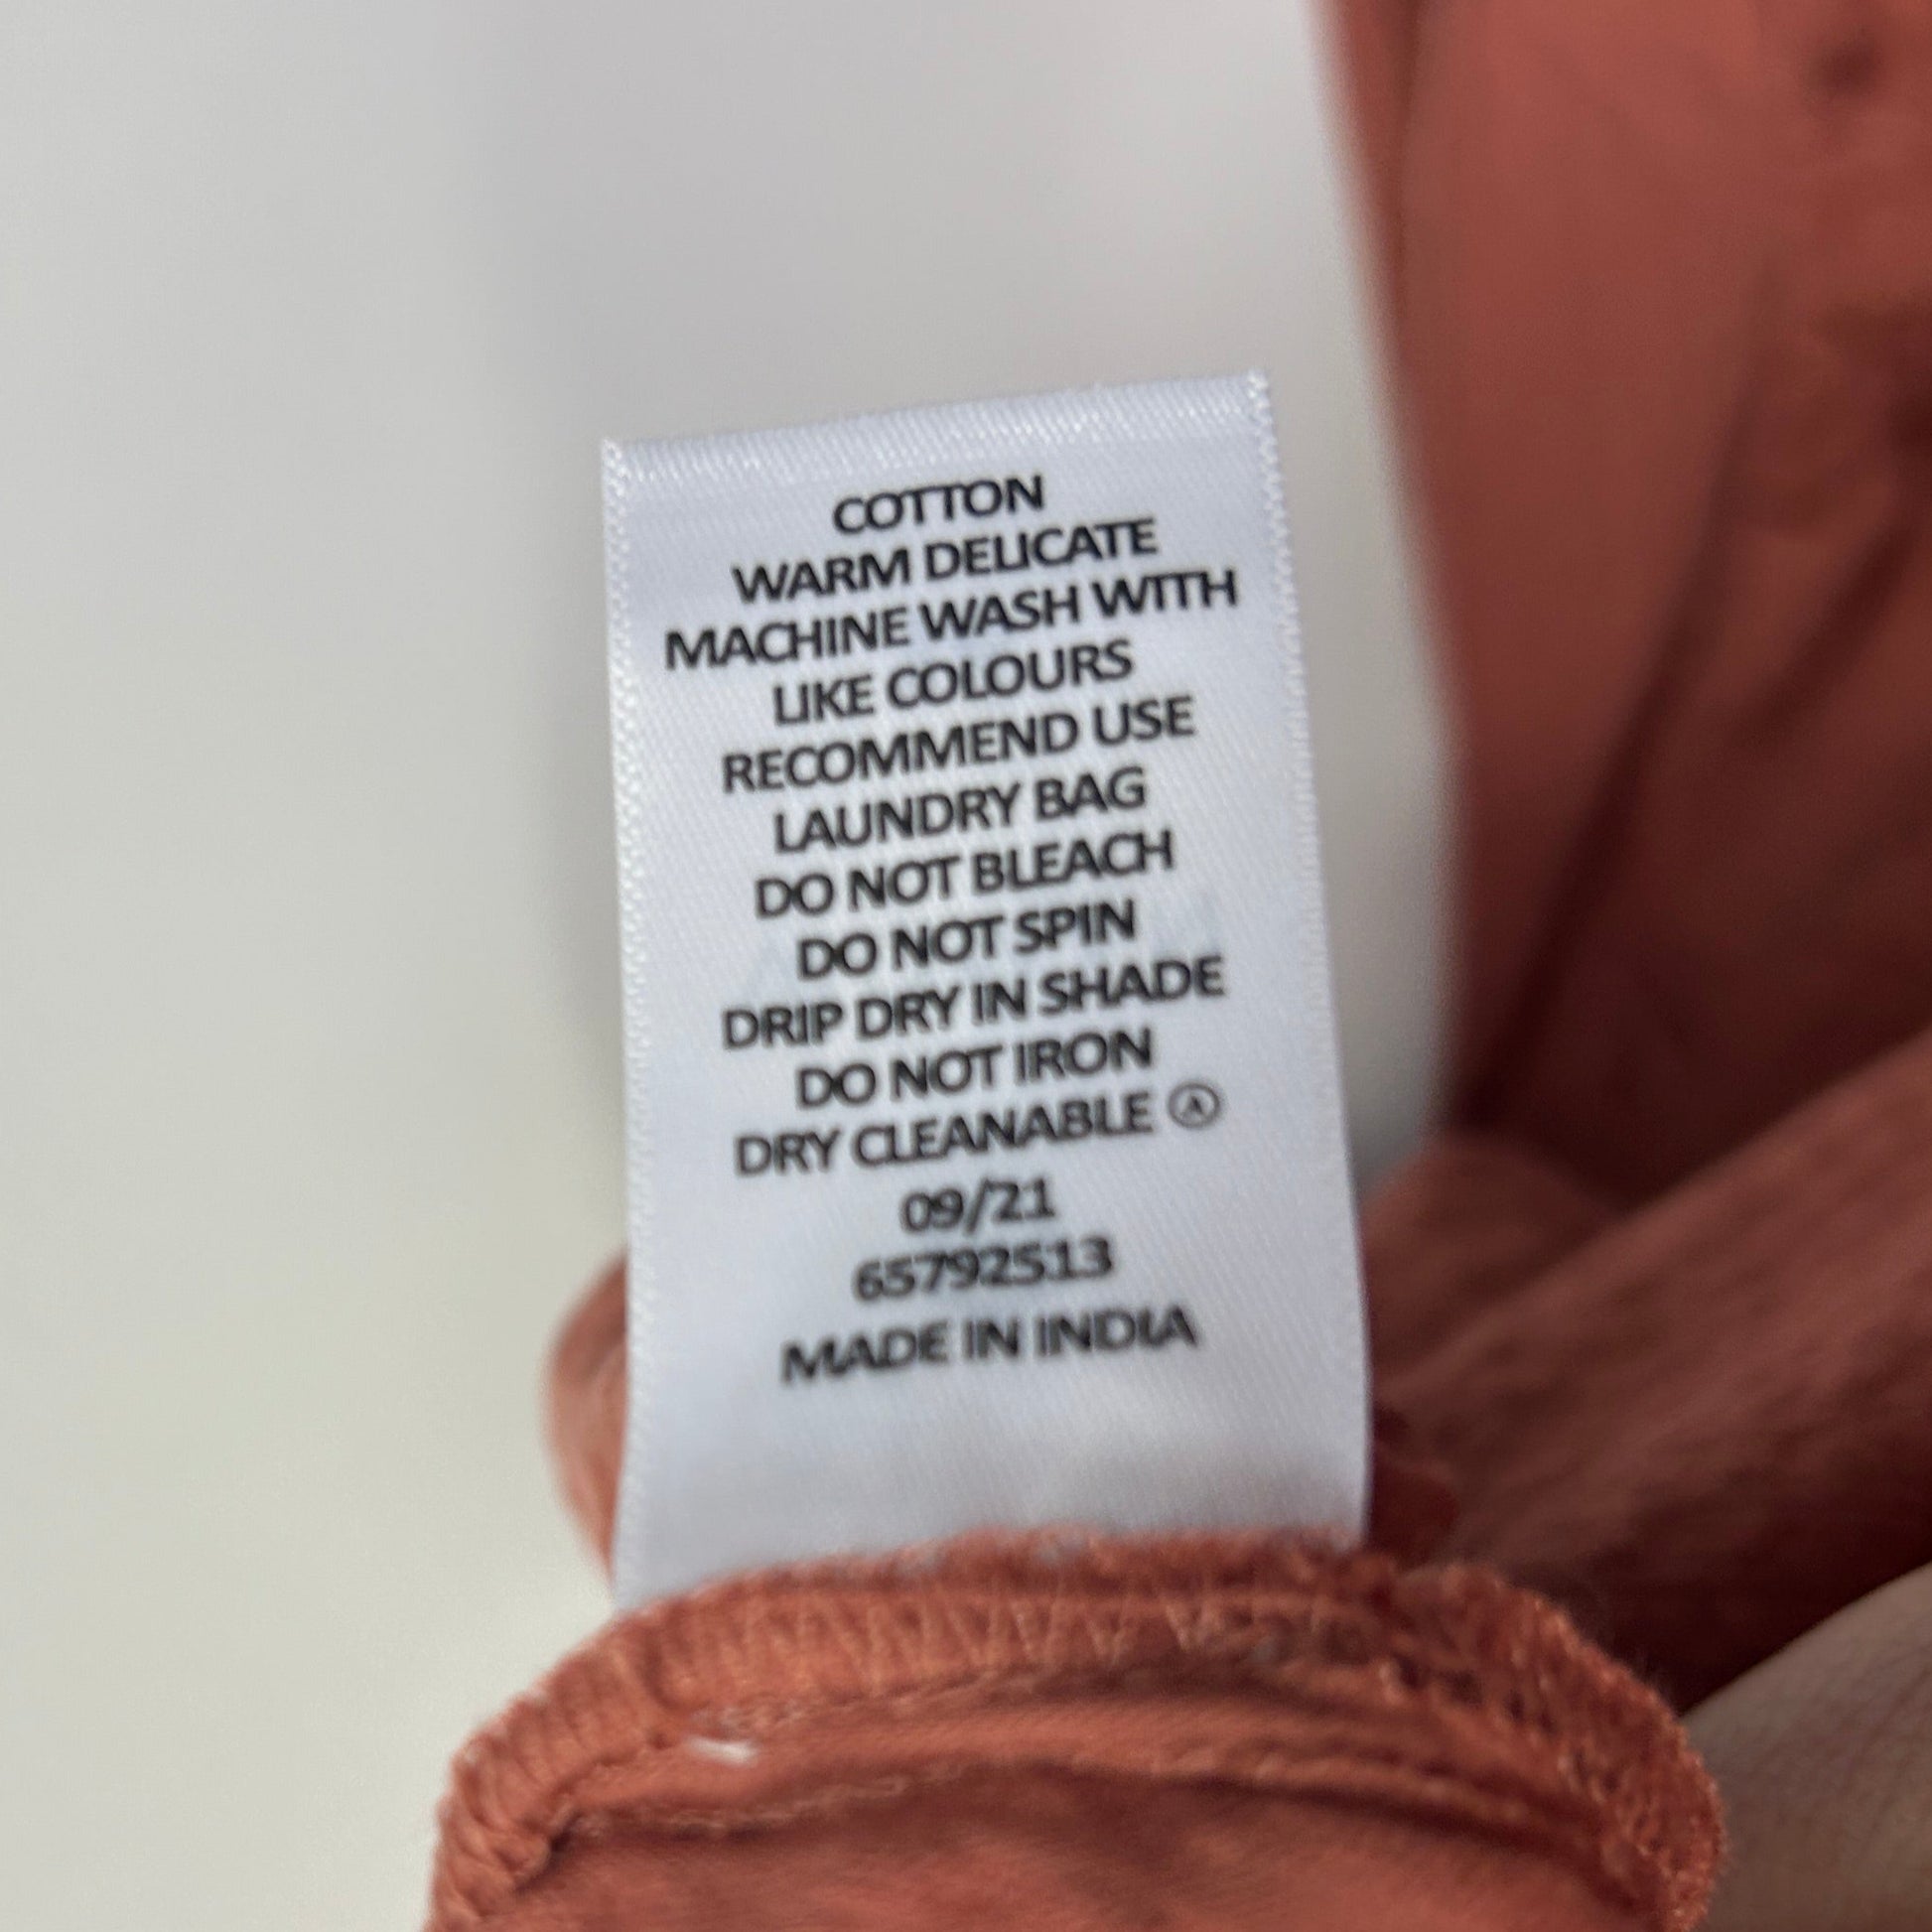 COTTON
WARM DELICATE
MACHINE WASH WITH
LIKE COLOURS
RECOMMEND USE
LAUNDRY BAG
DO NOT BLEACH
DO NOT SPIN
DRIP DRY IN SHADE
DO NOT IRON
DRY CLEANABLE Ⓐ
09/21
65792513
MADE IN INDIA